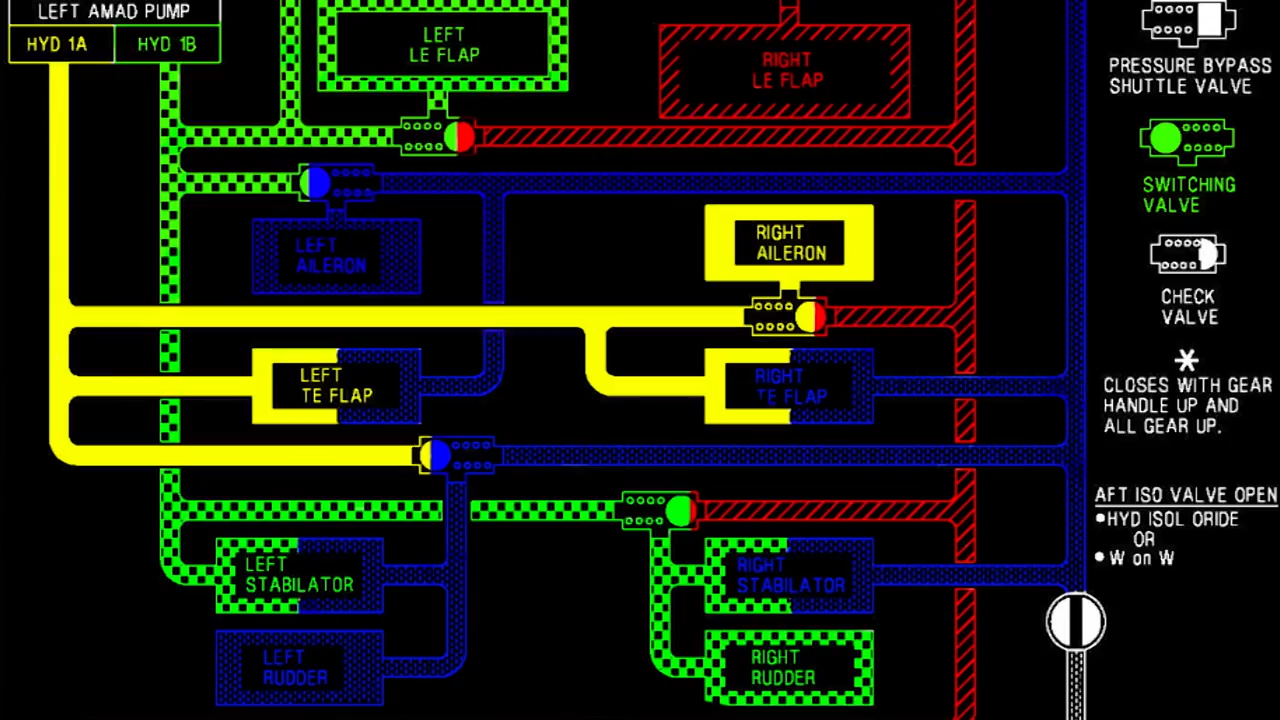 LEFT AMAD PUMP
HYD 1A
HYD 1B
LEFT
LE FLAP
RIGHT
LE FLAP
PRESSURE BYPASS
SHUTTLE VALVE
SWITCHING
VALVE
LEFT
AILERON
RIGHT
AILERON
CHECK
VALVE
LEFT
TE FLAP
RIGHT
TE FLAP
*
CLOSES WITH GEAR
HANDLE UP AND
ALL GEAR UP.
AFT ISO VALVE OPEN
•HYD ISOL ORIDE
OR
• W on W
LEFT
STABILATOR
RIGHT
STABILATOR
LEFT
RUDDER
RIGHT
RUDDER